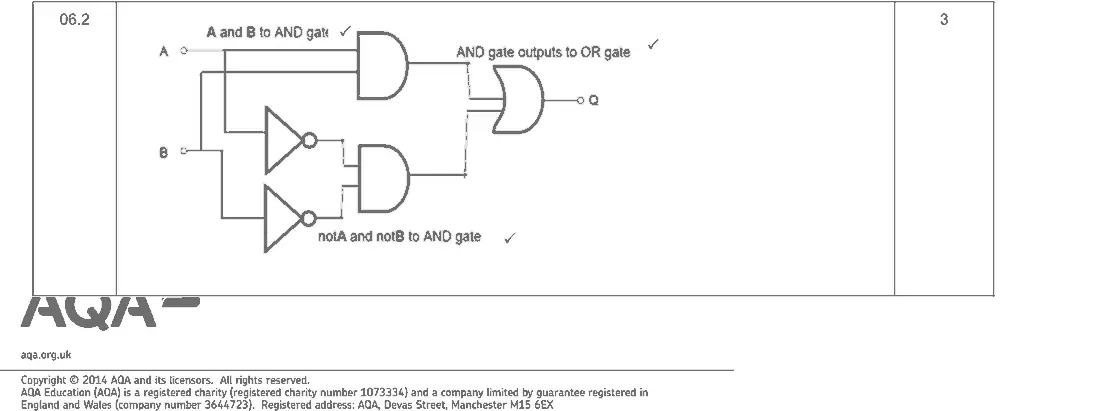 06.2
3
A and B to AND gate ✓
AND gate outputs to OR gate ✓
A
Q
B
notA and notB to AND gate ✓
AQA
aqa.org.uk
Copyright © 2014 AQA and its licensors. All rights reserved.
AQA Education (AQA) is a registered charity (registered charity number 1073334) and a company limited by guarantee registered in
England and Wales (company number 3644723). Registered address: AQA, Devas Street, Manchester M15 6EX